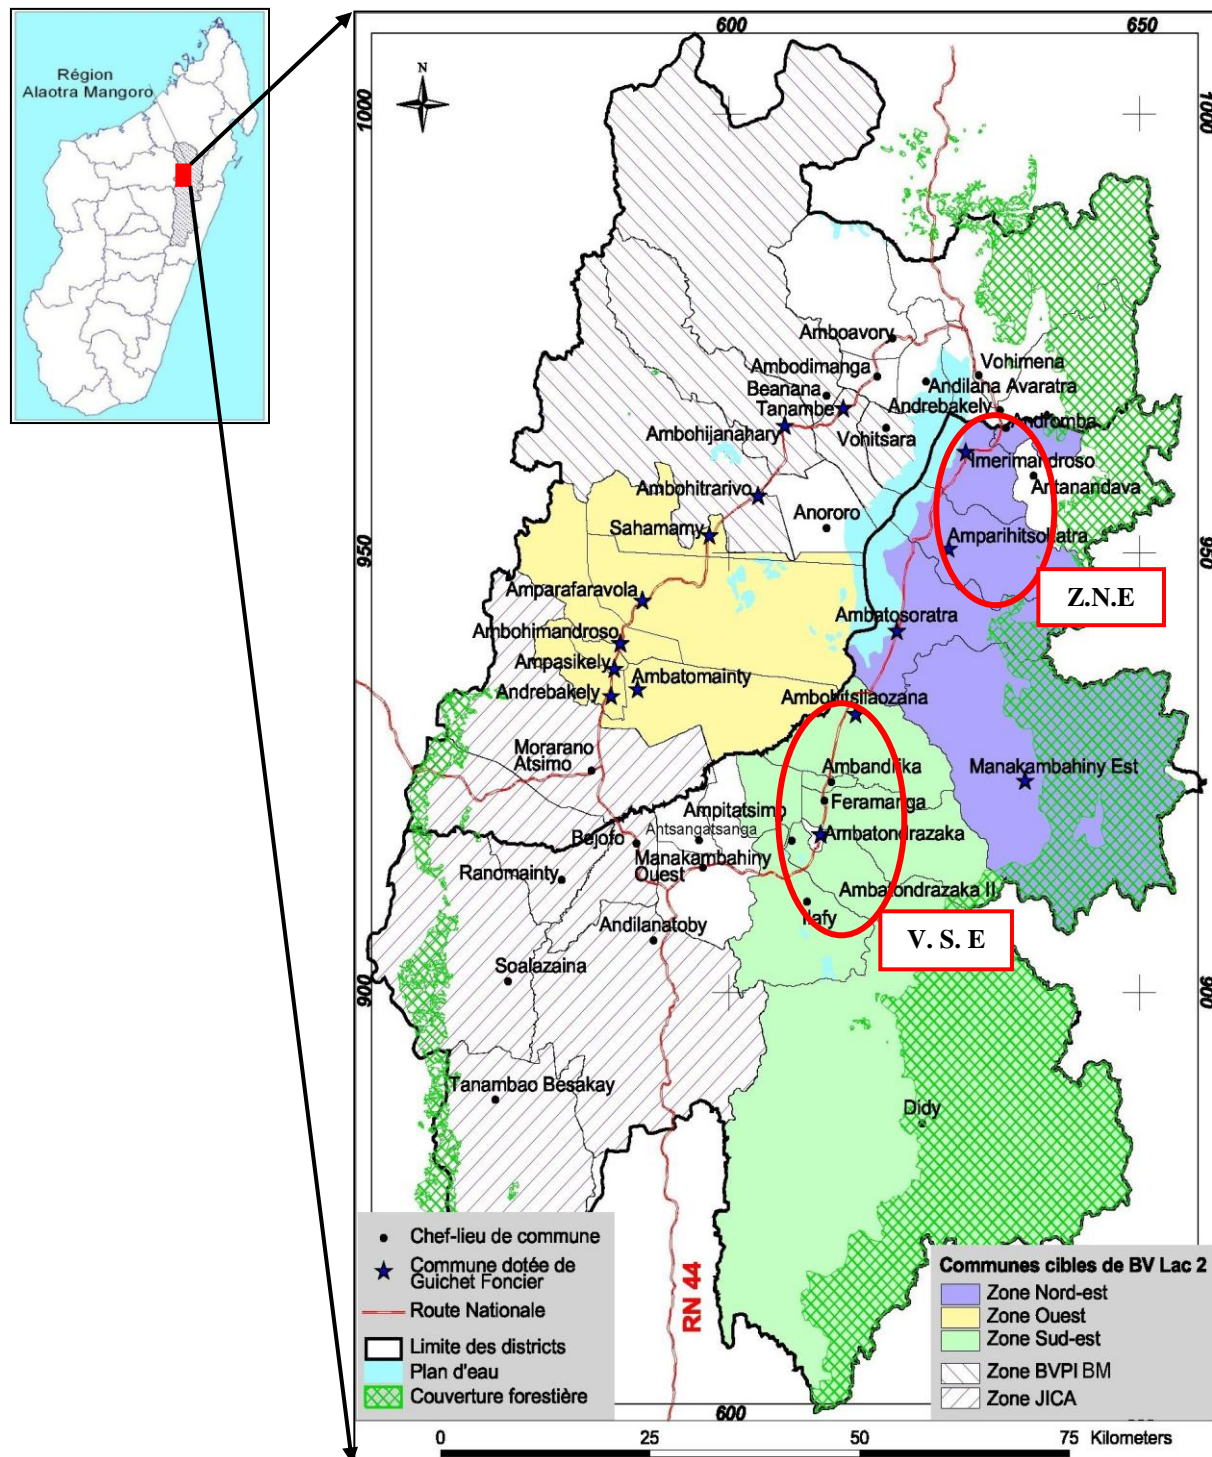 Région
Alaotra Mangoro
600
650
N
1000
1000
Amboavory
Ambodimanga
Vohimena
Beanana
Andilana Avaratra
Tanambe
Andrebakely
Andromba
Ambohijanahary
Vohitsara
Imerimandroso
Antanandava
Ambohitrarivo
Anororo
Sahamamy
Amparihitsokatra
950
950
Z.N.E
Amparafaravola
Ambatosoratra
Ambohimandroso
Ampasikely
Ambatomainty
Andrebakely
Ambohitsilaozana
Morarano
Atsimo
Ambandrika
Manakambahiny Est
Feramanga
Ampitatsimo
Antsangatsanga
Ambatondrazaka
Bejofo
Manakambahiny
Ouest
Ranomainty
Ambatondrazaka II
Ilafy
Andilanatoby
V. S. E
Soalazaina
900
900
Tanambao Besakay
Didy
RN 44
Chef-lieu de commune
Commune dotée de
Guichet Foncier
Route Nationale
Limite des districts
Plan d'eau
Couverture forestière
Communes cibles de BV Lac 2
Zone Nord-est
Zone Ouest
Zone Sud-est
Zone BVPI BM
Zone JICA
600
0 25 50 75 Kilometers